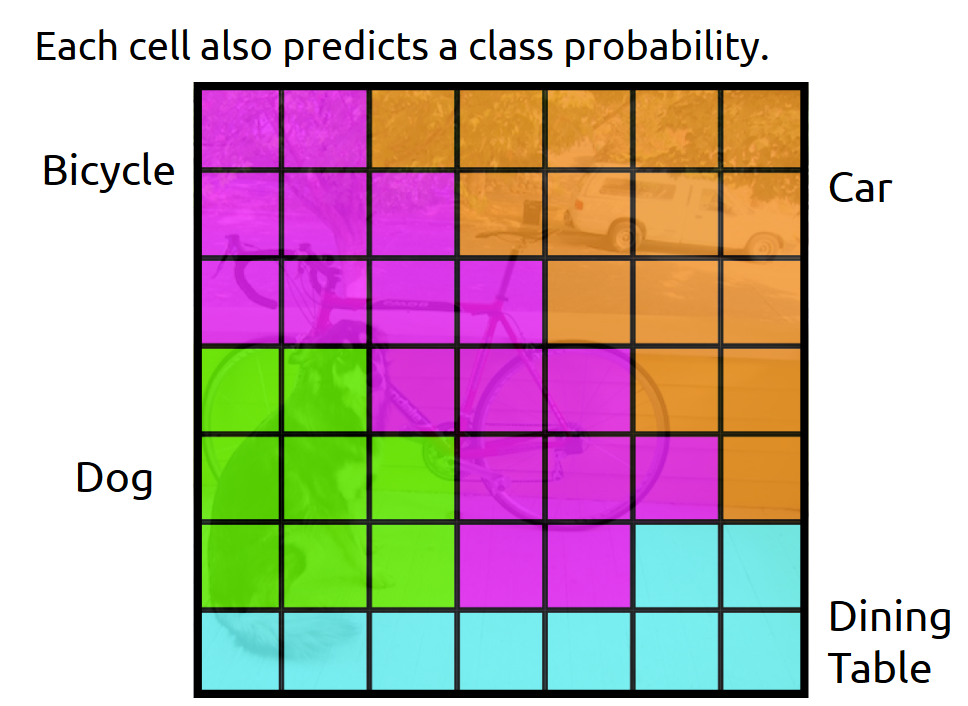 Each cell also predicts a class probability.
Bicycle
Car
Dog
Dining
Table